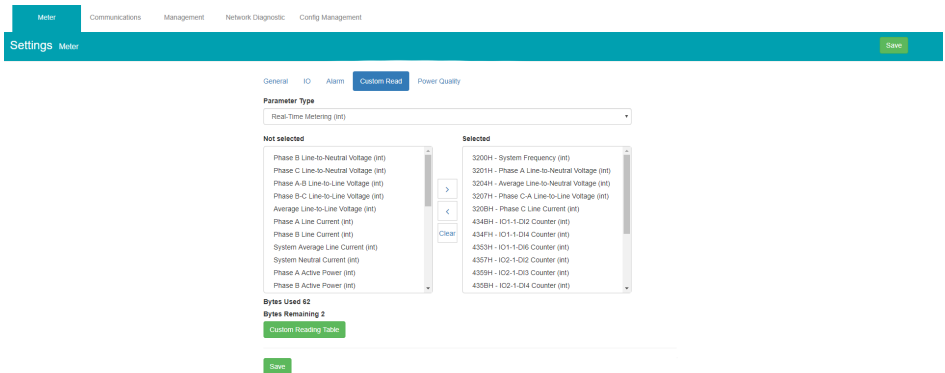 Meter Communications Management Network Diagnostic Config Management
Settings Meter Save
General IO Alarm Custom Read Power Quality
Parameter Type
Real-Time Metering (int)
Not selected
Phase B Line-to-Neutral Voltage (int)
Phase C Line-to-Neutral Voltage (int)
Phase A-B Line-to-Line Voltage (int)
Phase B-C Line-to-Line Voltage (int)
Average Line-to-Line Voltage (int)
Phase A Line Current (int)
Phase B Line Current (int)
System Average Line Current (int)
System Neutral Current (int)
Phase A Active Power (int)
Phase B Active Power (int)
>
<
Clear
Selected
3200H - System Frequency (int)
3201H - Phase A Line-to-Neutral Voltage (int)
3204H - Average Line-to-Neutral Voltage (int)
3207H - Phase C-A Line-to-Line Voltage (int)
320BH - Phase C Line Current (int)
434BH - IO1-1-DI2 Counter (int)
434FH - IO1-1-DI4 Counter (int)
4353H - IO1-1-DI6 Counter (int)
4357H - IO2-1-DI2 Counter (int)
4359H - IO2-1-DI3 Counter (int)
435BH - IO2-1-DI4 Counter (int)
Bytes Used 62
Bytes Remaining 2
Custom Reading Table
Save